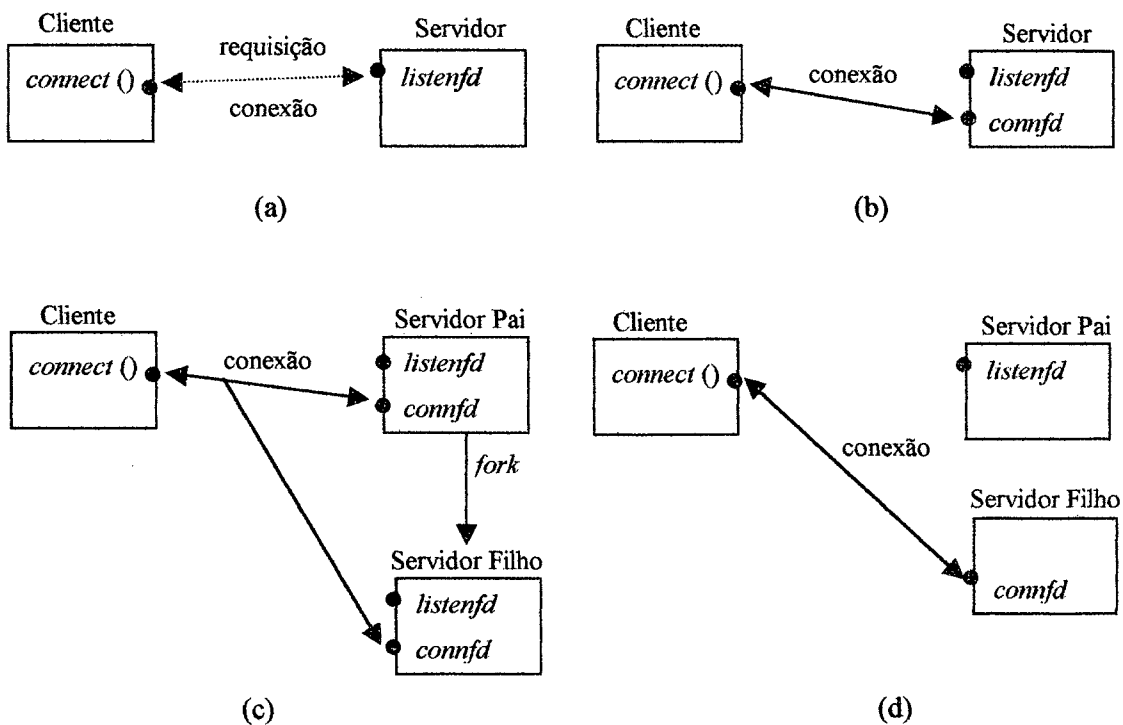 Cliente
Servidor
connect ()
requisição
conexão
listenfd
(a)
Cliente
Servidor
connect ()
conexão
listenfd
connfd
(b)
Cliente
Servidor Pai
connect ()
conexão
listenfd
connfd
fork
Servidor Filho
listenfd
connfd
(c)
Cliente
Servidor Pai
connect ()
listenfd
conexão
Servidor Filho
connfd
(d)